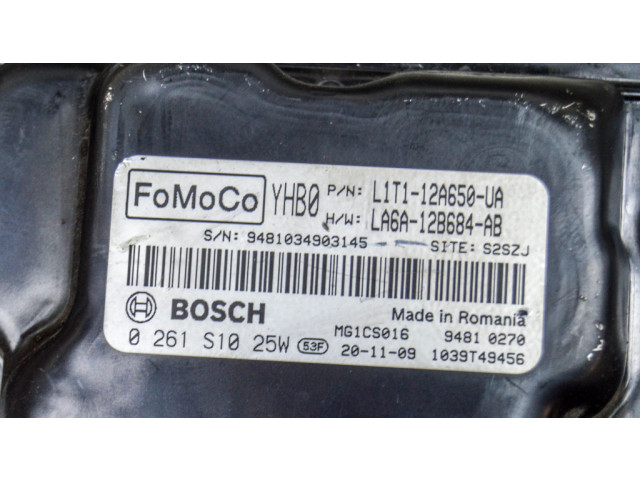 FoMoCo YHB0 P/N: L1T1-12A650-UA
H/W: LA6A-12B684-AB
S/N: 9481034903145 SITE: S2SZJ
BOSCH Made in Romania
MG1CS016 9481 0270
0 261 S10 25W 53F 20-11-09 1039T49456